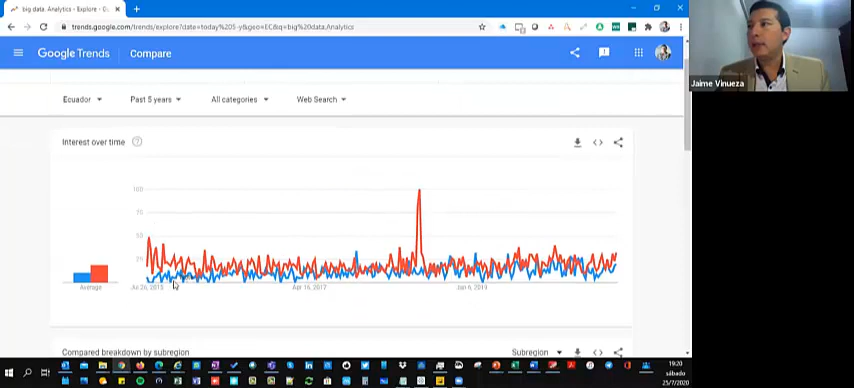 big data, Analytics - Explore - G
trends.google.com/trends/explore?date=today%205-y&geo=EC&q=big%20data,Analytics
Google Trends
Compare
Jaime Vinueza
Ecuador
Past 5 years
All categories
Web Search
Interest over time
100
75
50
25
Average
Jul 26, 2015
Apr 16, 2017
Jan 6, 2019
Compared breakdown by subregion
Subregion
19:20
sábado
25/7/2020